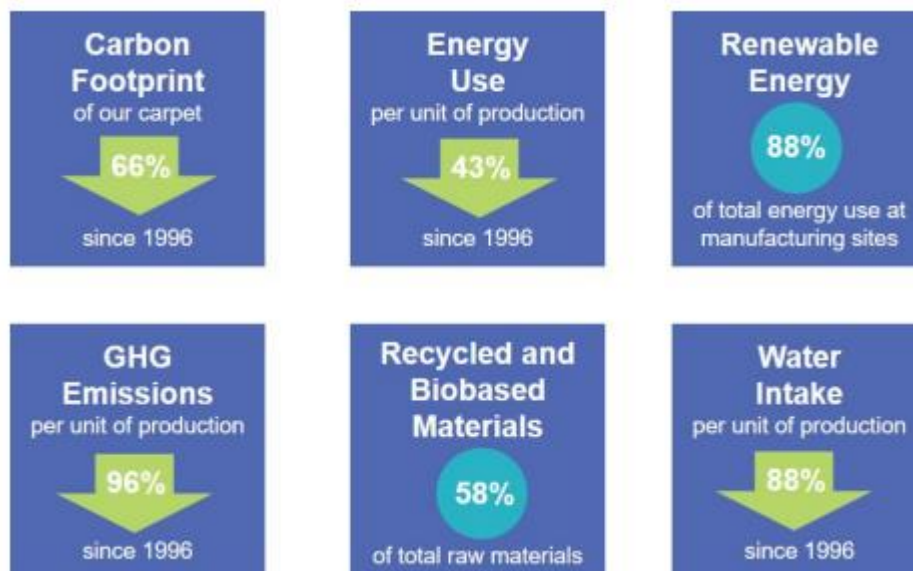 Carbon
Footprint
of our carpet
66%
since 1996
Energy
Use
per unit of production
43%
since 1996
Renewable
Energy
88%
of total energy use at
manufacturing sites
GHG
Emissions
per unit of production
96%
since 1996
Recycled and
Biobased
Materials
58%
of total raw materials
Water
Intake
per unit of production
88%
since 1996